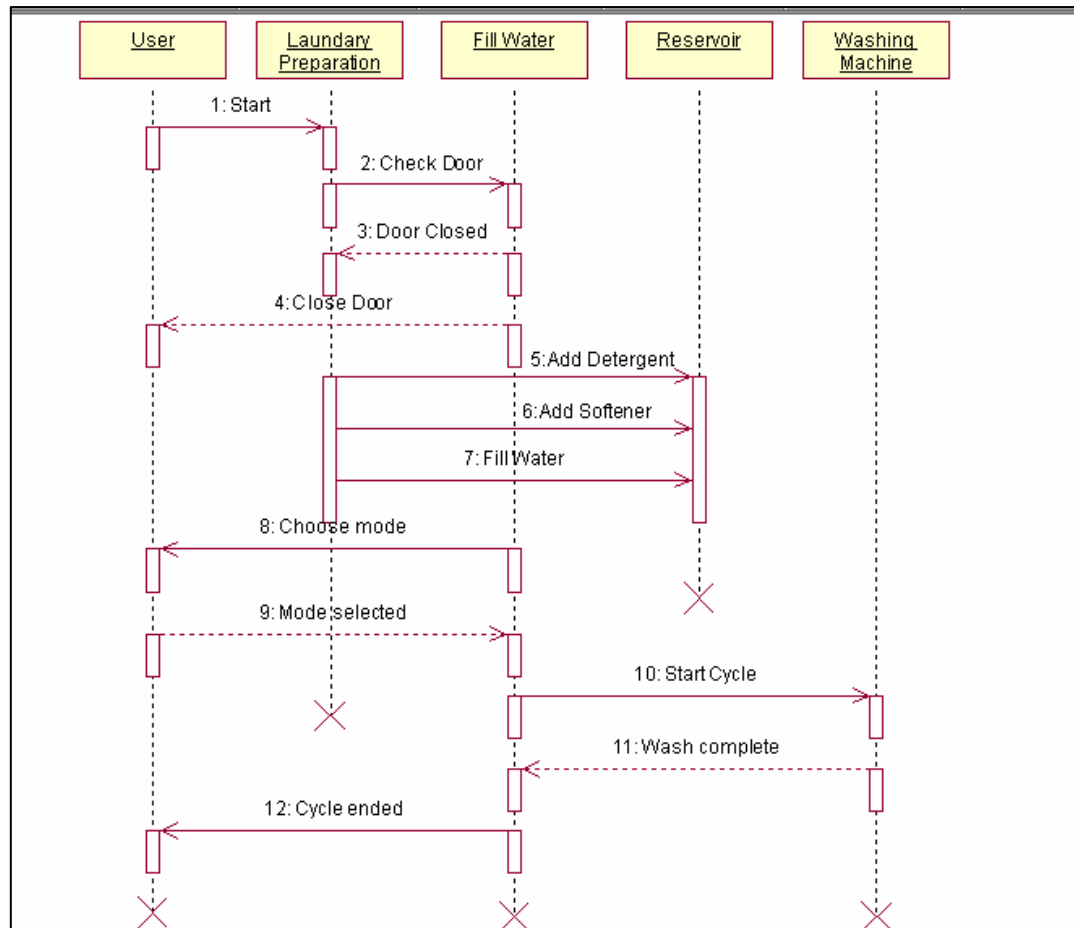 User
Laundary
Preparation
Fill Water
Reservoir
Washing
Machine
1: Start
2: Check Door
3: Door Closed
4: Close Door
5: Add Detergent
6: Add Softener
7: Fill Water
8: Choose mode
9: Mode selected
10: Start Cycle
11: Wash complete
12: Cycle ended